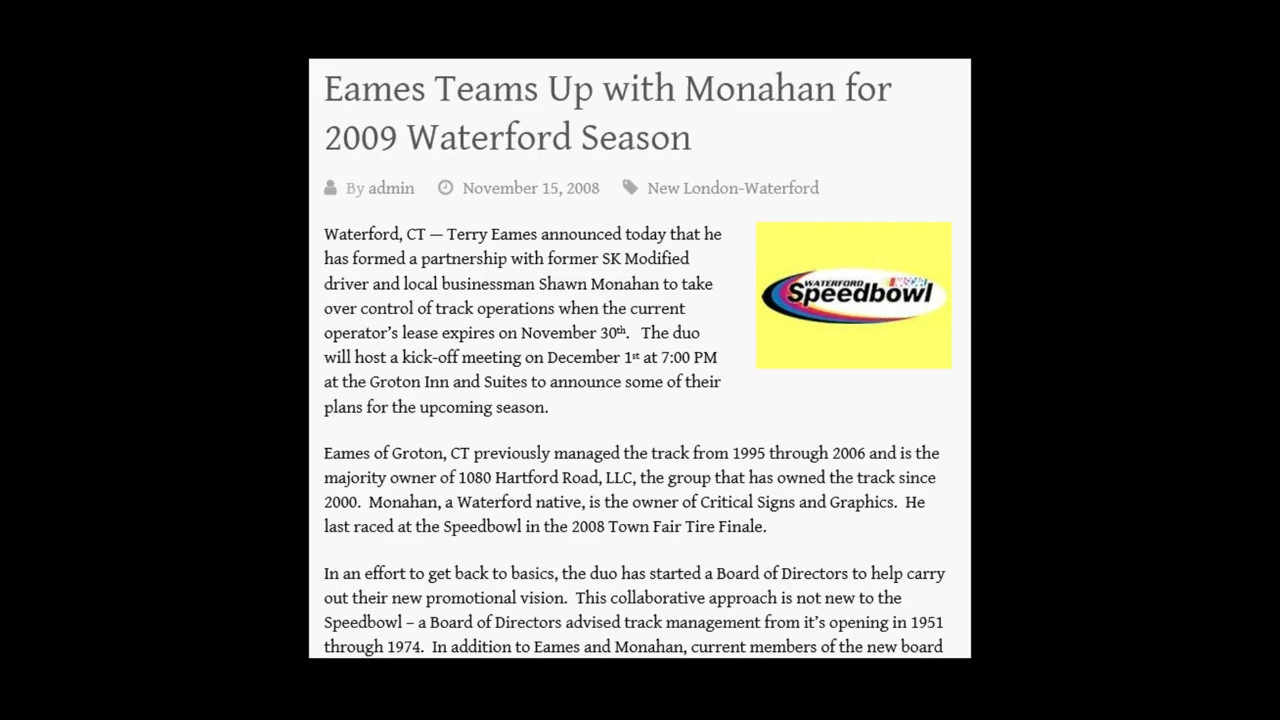 Eames Teams Up with Monahan for
2009 Waterford Season
By admin November 15, 2008 New London-Waterford
Waterford, CT — Terry Eames announced today that he
has formed a partnership with former SK Modified
driver and local businessman Shawn Monahan to take
over control of track operations when the current
operator's lease expires on November 30th. The duo
will host a kick-off meeting on December 1st at 7:00 PM
at the Groton Inn and Suites to announce some of their
plans for the upcoming season.
WATERFORD NASCAR
Speedbowl
Eames of Groton, CT previously managed the track from 1995 through 2006 and is the
majority owner of 1080 Hartford Road, LLC, the group that has owned the track since
2000. Monahan, a Waterford native, is the owner of Critical Signs and Graphics. He
last raced at the Speedbowl in the 2008 Town Fair Tire Finale.
In an effort to get back to basics, the duo has started a Board of Directors to help carry
out their new promotional vision. This collaborative approach is not new to the
Speedbowl – a Board of Directors advised track management from it's opening in 1951
through 1974. In addition to Eames and Monahan, current members of the new board